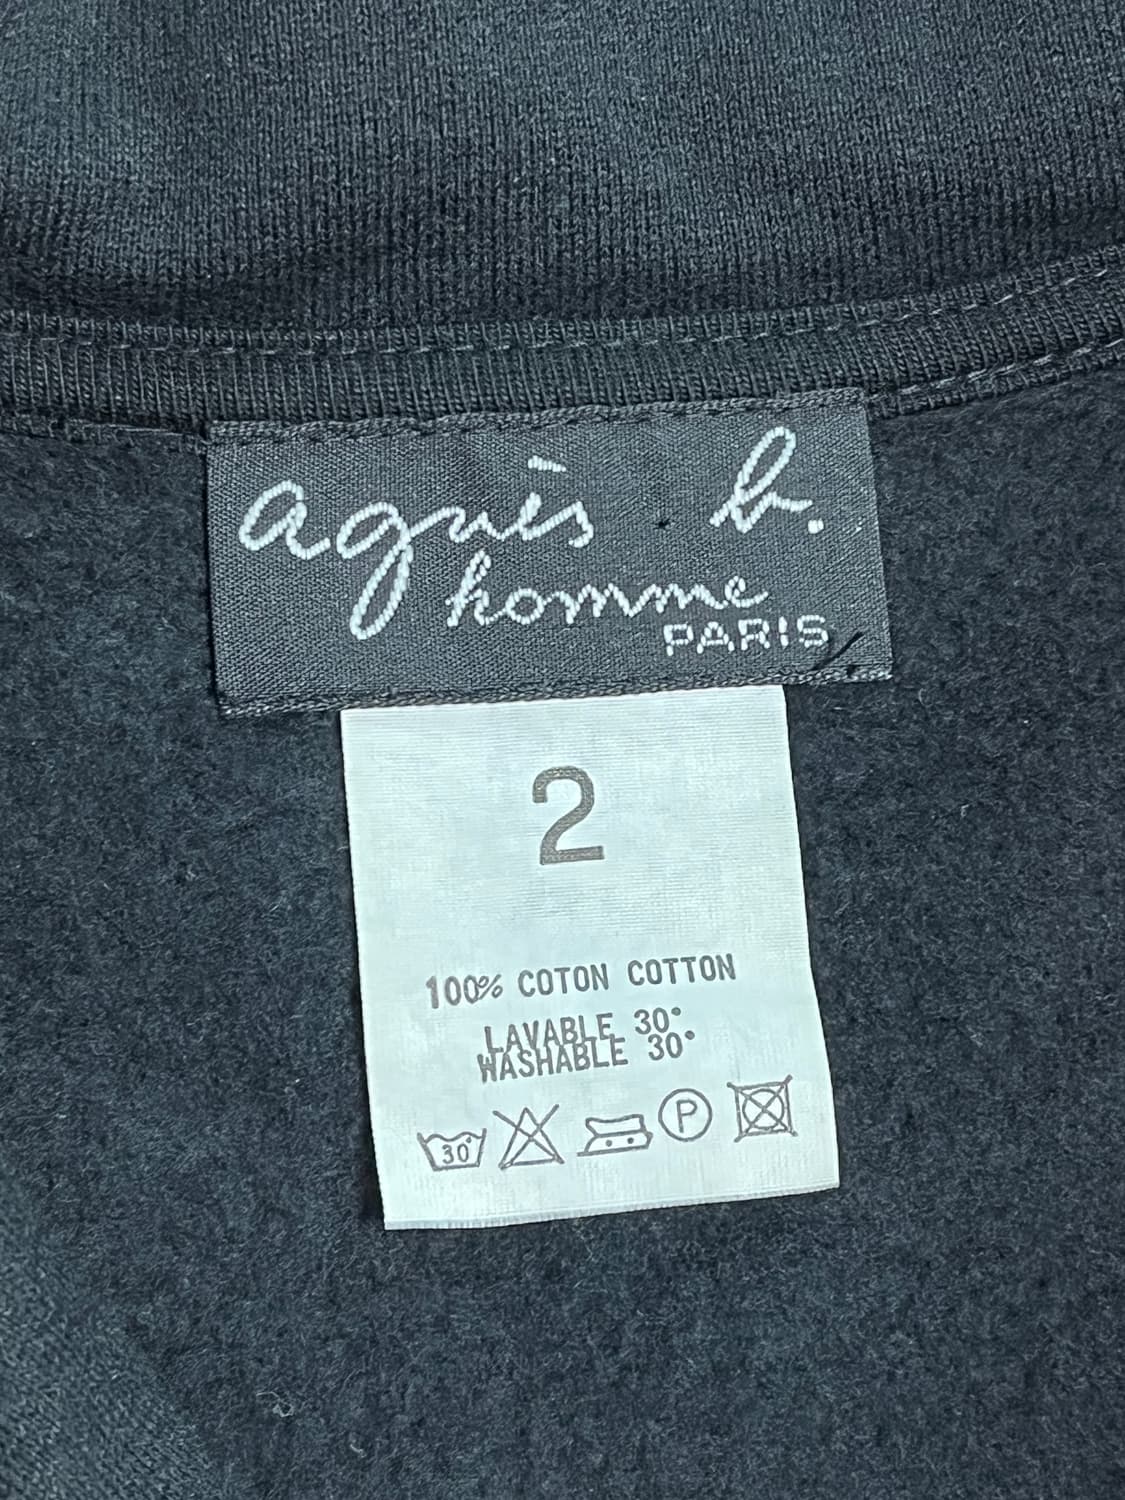 agnès b.
homme
PARIS
2
100% COTON COTTON
LAVABLE 30°
WASHABLE 30°
30° P